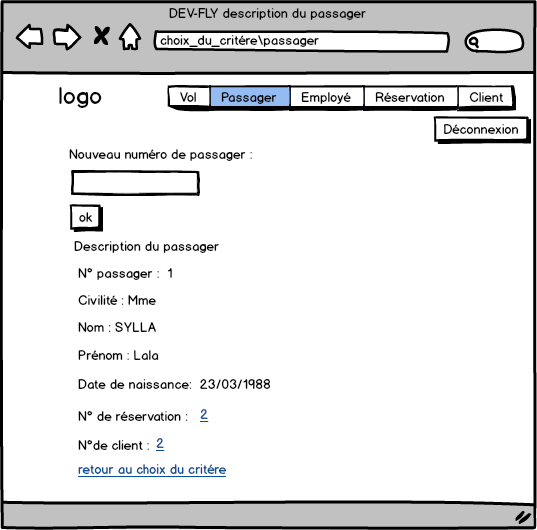 DEV-FLY description du passager
choix_du_critére\passager
logo
Vol Passager Employé Réservation Client
Déconnexion
Nouveau numéro de passager :
ok
Description du passager
N° passager : 1
Civilité : Mme
Nom : SYLLA
Prénom : Lala
Date de naissance: 23/03/1988
N° de réservation : 2
N°de client : 2
retour au choix du critére